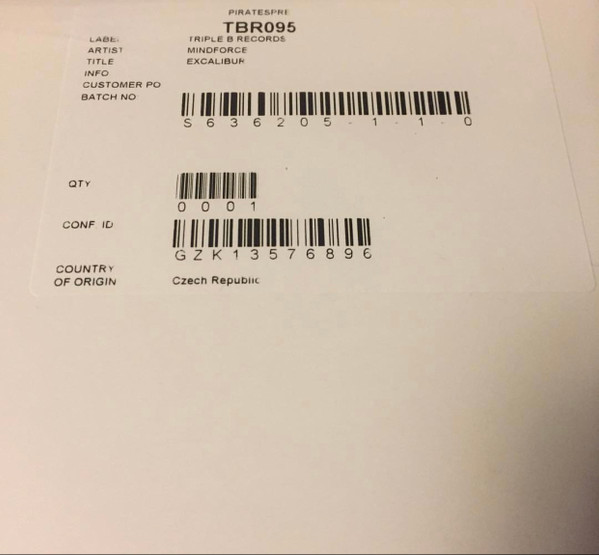 PIRATESPRE
TBR095
LABEL TRIPLE B RECORDS
ARTIST MINDFORCE
TITLE EXCALIBUR
INFO
CUSTOMER PO
BATCH NO
S636205-1-1-0
QTY
0001
CONF ID
GZK13576896
COUNTRY
OF ORIGIN Czech Republic